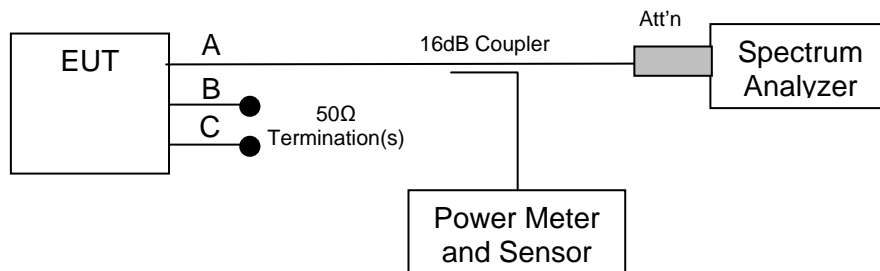 Att'n
A
16dB Coupler
EUT
Spectrum
Analyzer
B
C
50Ω
Termination(s)
Power Meter
and Sensor